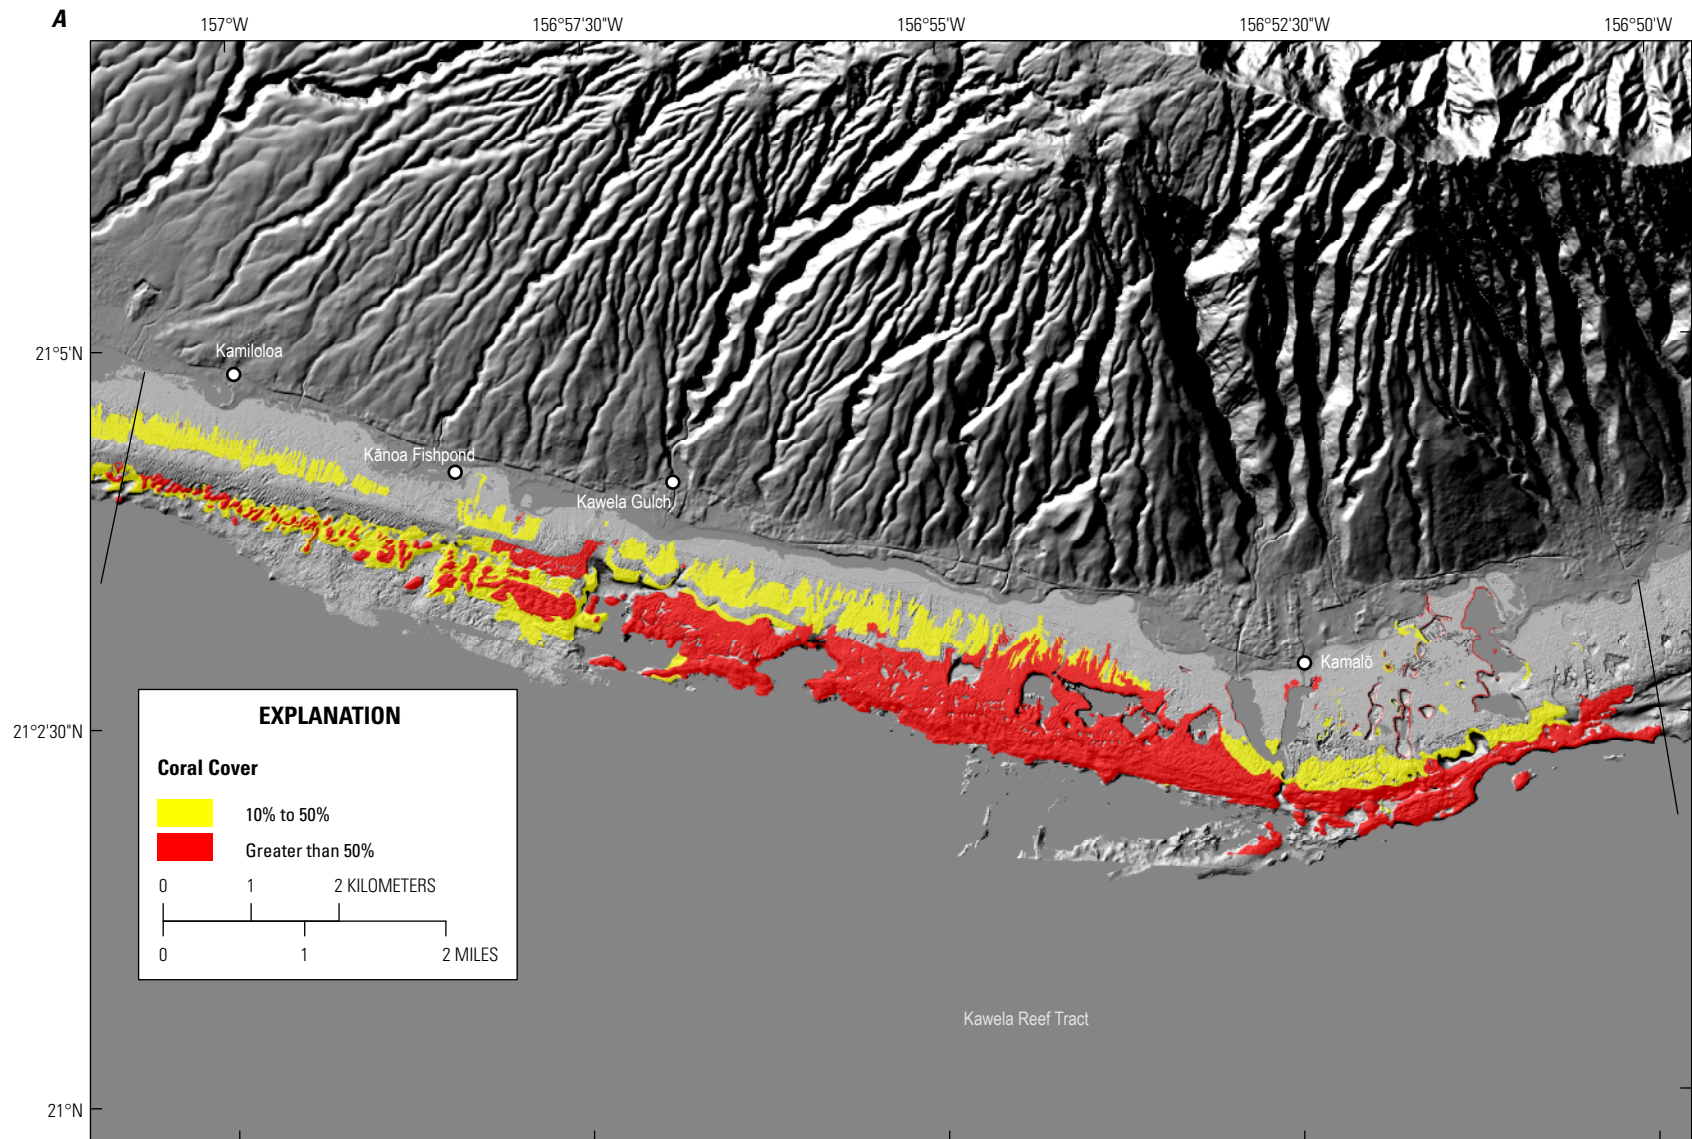 A
157°W
156°57'30"W
156°55'W
156°52'30"W
156°50'W
21°5'N
Kamiloloa
Kānoa Fishpond
Kawela Gulch
Kamalō
21°2'30"N
EXPLANATION
Coral Cover
10% to 50%
Greater than 50%
0 1 2 KILOMETERS
0 1 2 MILES
Kawela Reef Tract
21°N